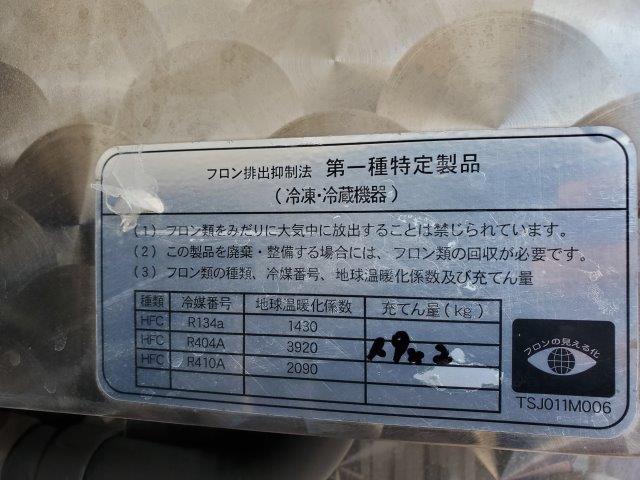 フロン排出抑制法 第一種特定製品
(冷凍・冷蔵機器)
(1) フロン類をみだりに大気中に放出することは禁じられています。
(2) この製品を廃棄・整備する場合には、フロン類の回収が必要です。
(3) フロン類の種類、冷媒番号、地球温暖化係数及び充てん量
種類 冷媒番号 地球温暖化係数 充てん量(kg)
HFC R134a 1430
HFC R404A 3920
HFC R410A 2090
フロンの見える化
TSJ011M006